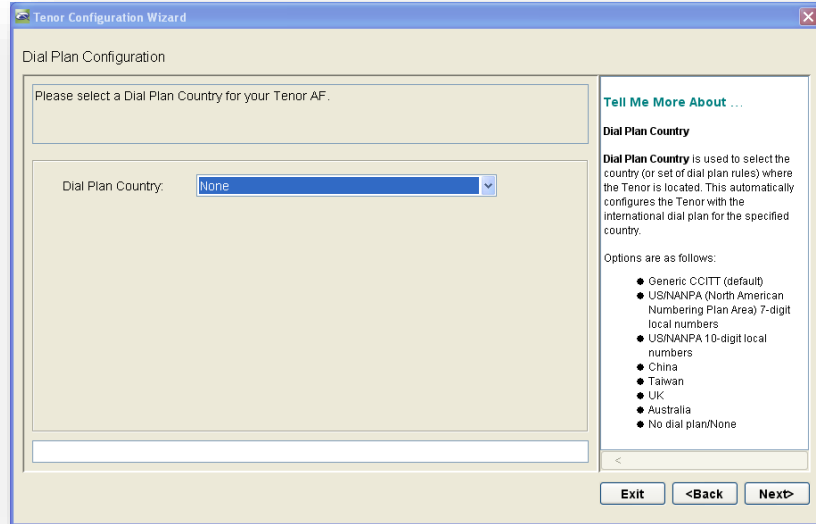 Tenor Configuration Wizard
Dial Plan Configuration
Please select a Dial Plan Country for your Tenor AF.
Dial Plan Country:
None
Tell Me More About ...
Dial Plan Country
Dial Plan Country is used to select the
country (or set of dial plan rules) where
the Tenor is located. This automatically
configures the Tenor with the
international dial plan for the specified
country.
Options are as follows:
● Generic CCITT (default)
● US/NANPA (North American
Numbering Plan Area) 7-digit
local numbers
● US/NANPA 10-digit local
numbers
● China
● Taiwan
● UK
● Australia
● No dial plan/None
<
Exit
<Back
Next>